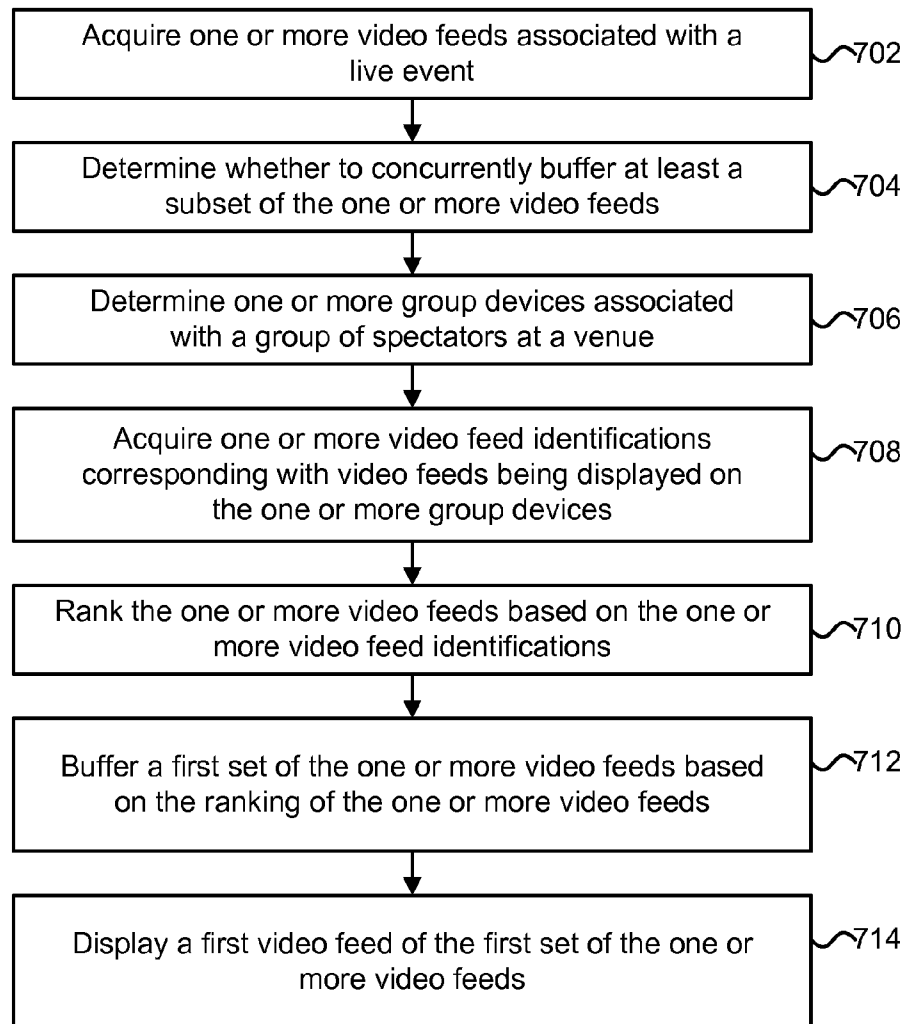 Acquire one or more video feeds associated with a
live event
702
Determine whether to concurrently buffer at least a
subset of the one or more video feeds
704
Determine one or more group devices associated
with a group of spectators at a venue
706
Acquire one or more video feed identifications
corresponding with video feeds being displayed on
the one or more group devices
708
Rank the one or more video feeds based on the one or
more video feed identifications
710
Buffer a first set of the one or more video feeds based
on the ranking of the one or more video feeds
712
Display a first video feed of the first set of the one or
more video feeds
714